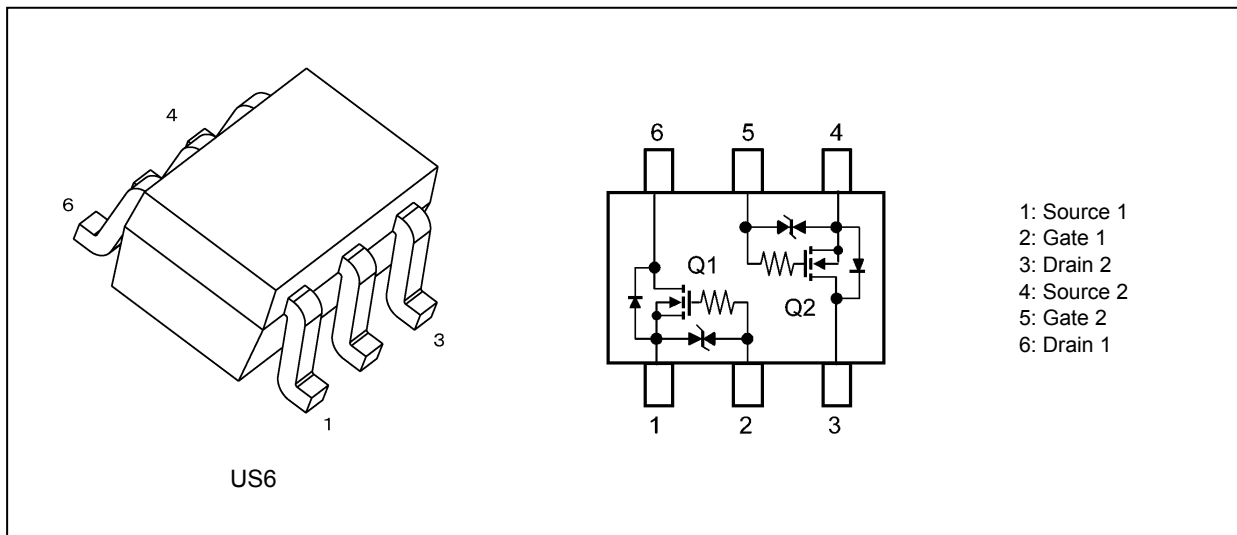 4
6
3
1
US6
6 5 4
Q1
Q2
1 2 3
1: Source 1
2: Gate 1
3: Drain 2
4: Source 2
5: Gate 2
6: Drain 1